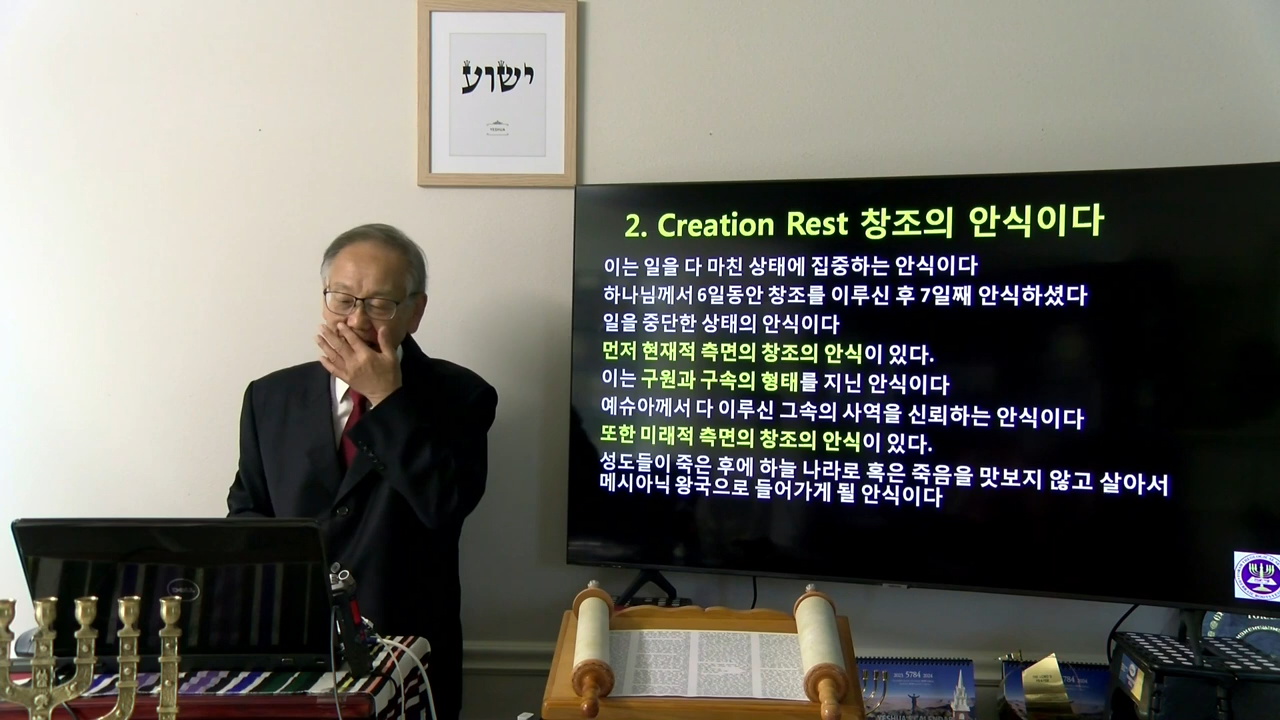 ישוע
YESHUA
2. Creation Rest 창조의 안식이다
이는 일을 다 마친 상태에 집중하는 안식이다
하나님께서 6일동안 창조를 이루신 후 7일째 안식하셨다
일을 중단한 상태의 안식이다
먼저 현재적 측면의 창조의 안식이 있다.
이는 구원과 구속의 형태를 지닌 안식이다
예슈아께서 다 이루신 그속의 사역을 신뢰하는 안식이다
또한 미래적 측면의 창조의 안식이 있다.
성도들이 죽은 후에 하늘 나라로 혹은 죽음을 맛보지 않고 살아서
메시아닉 왕국으로 들어가게 될 안식이다
2023 5784 2024
5784 2024